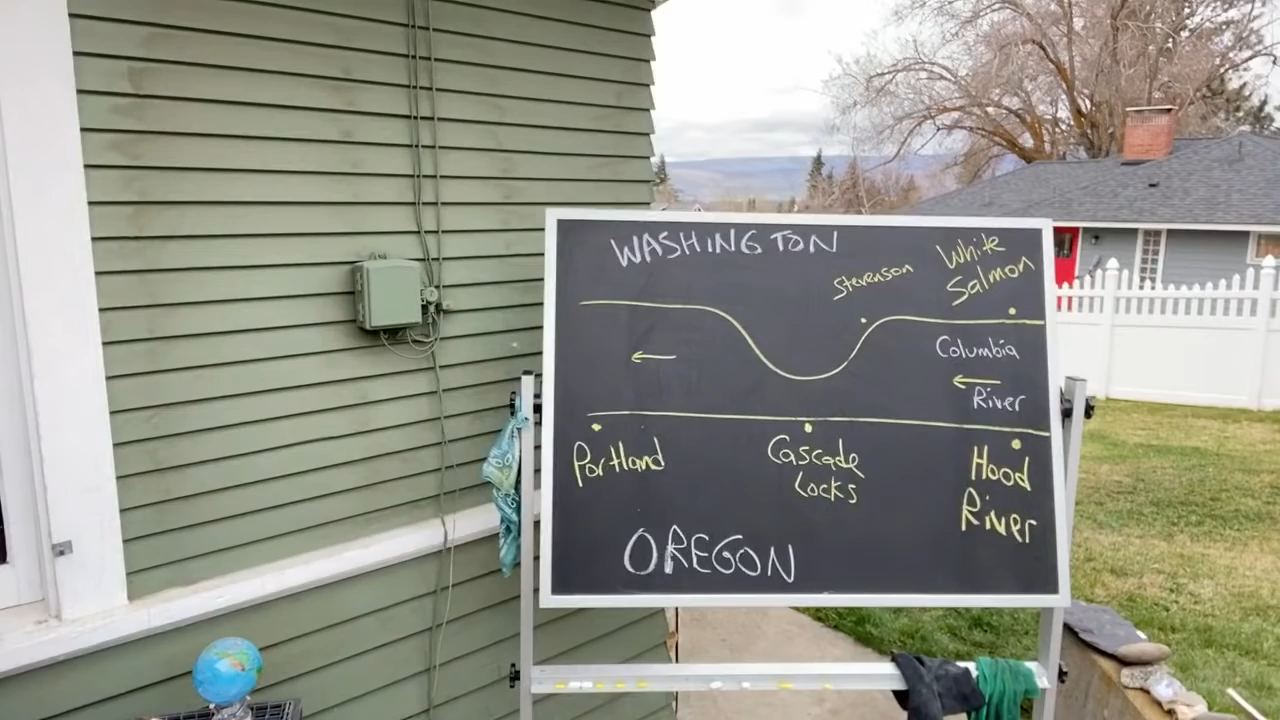 WASHINGTON
Stevenson
White
Salmon
Columbia
River
Portland
Cascade
Locks
Hood
River
OREGON